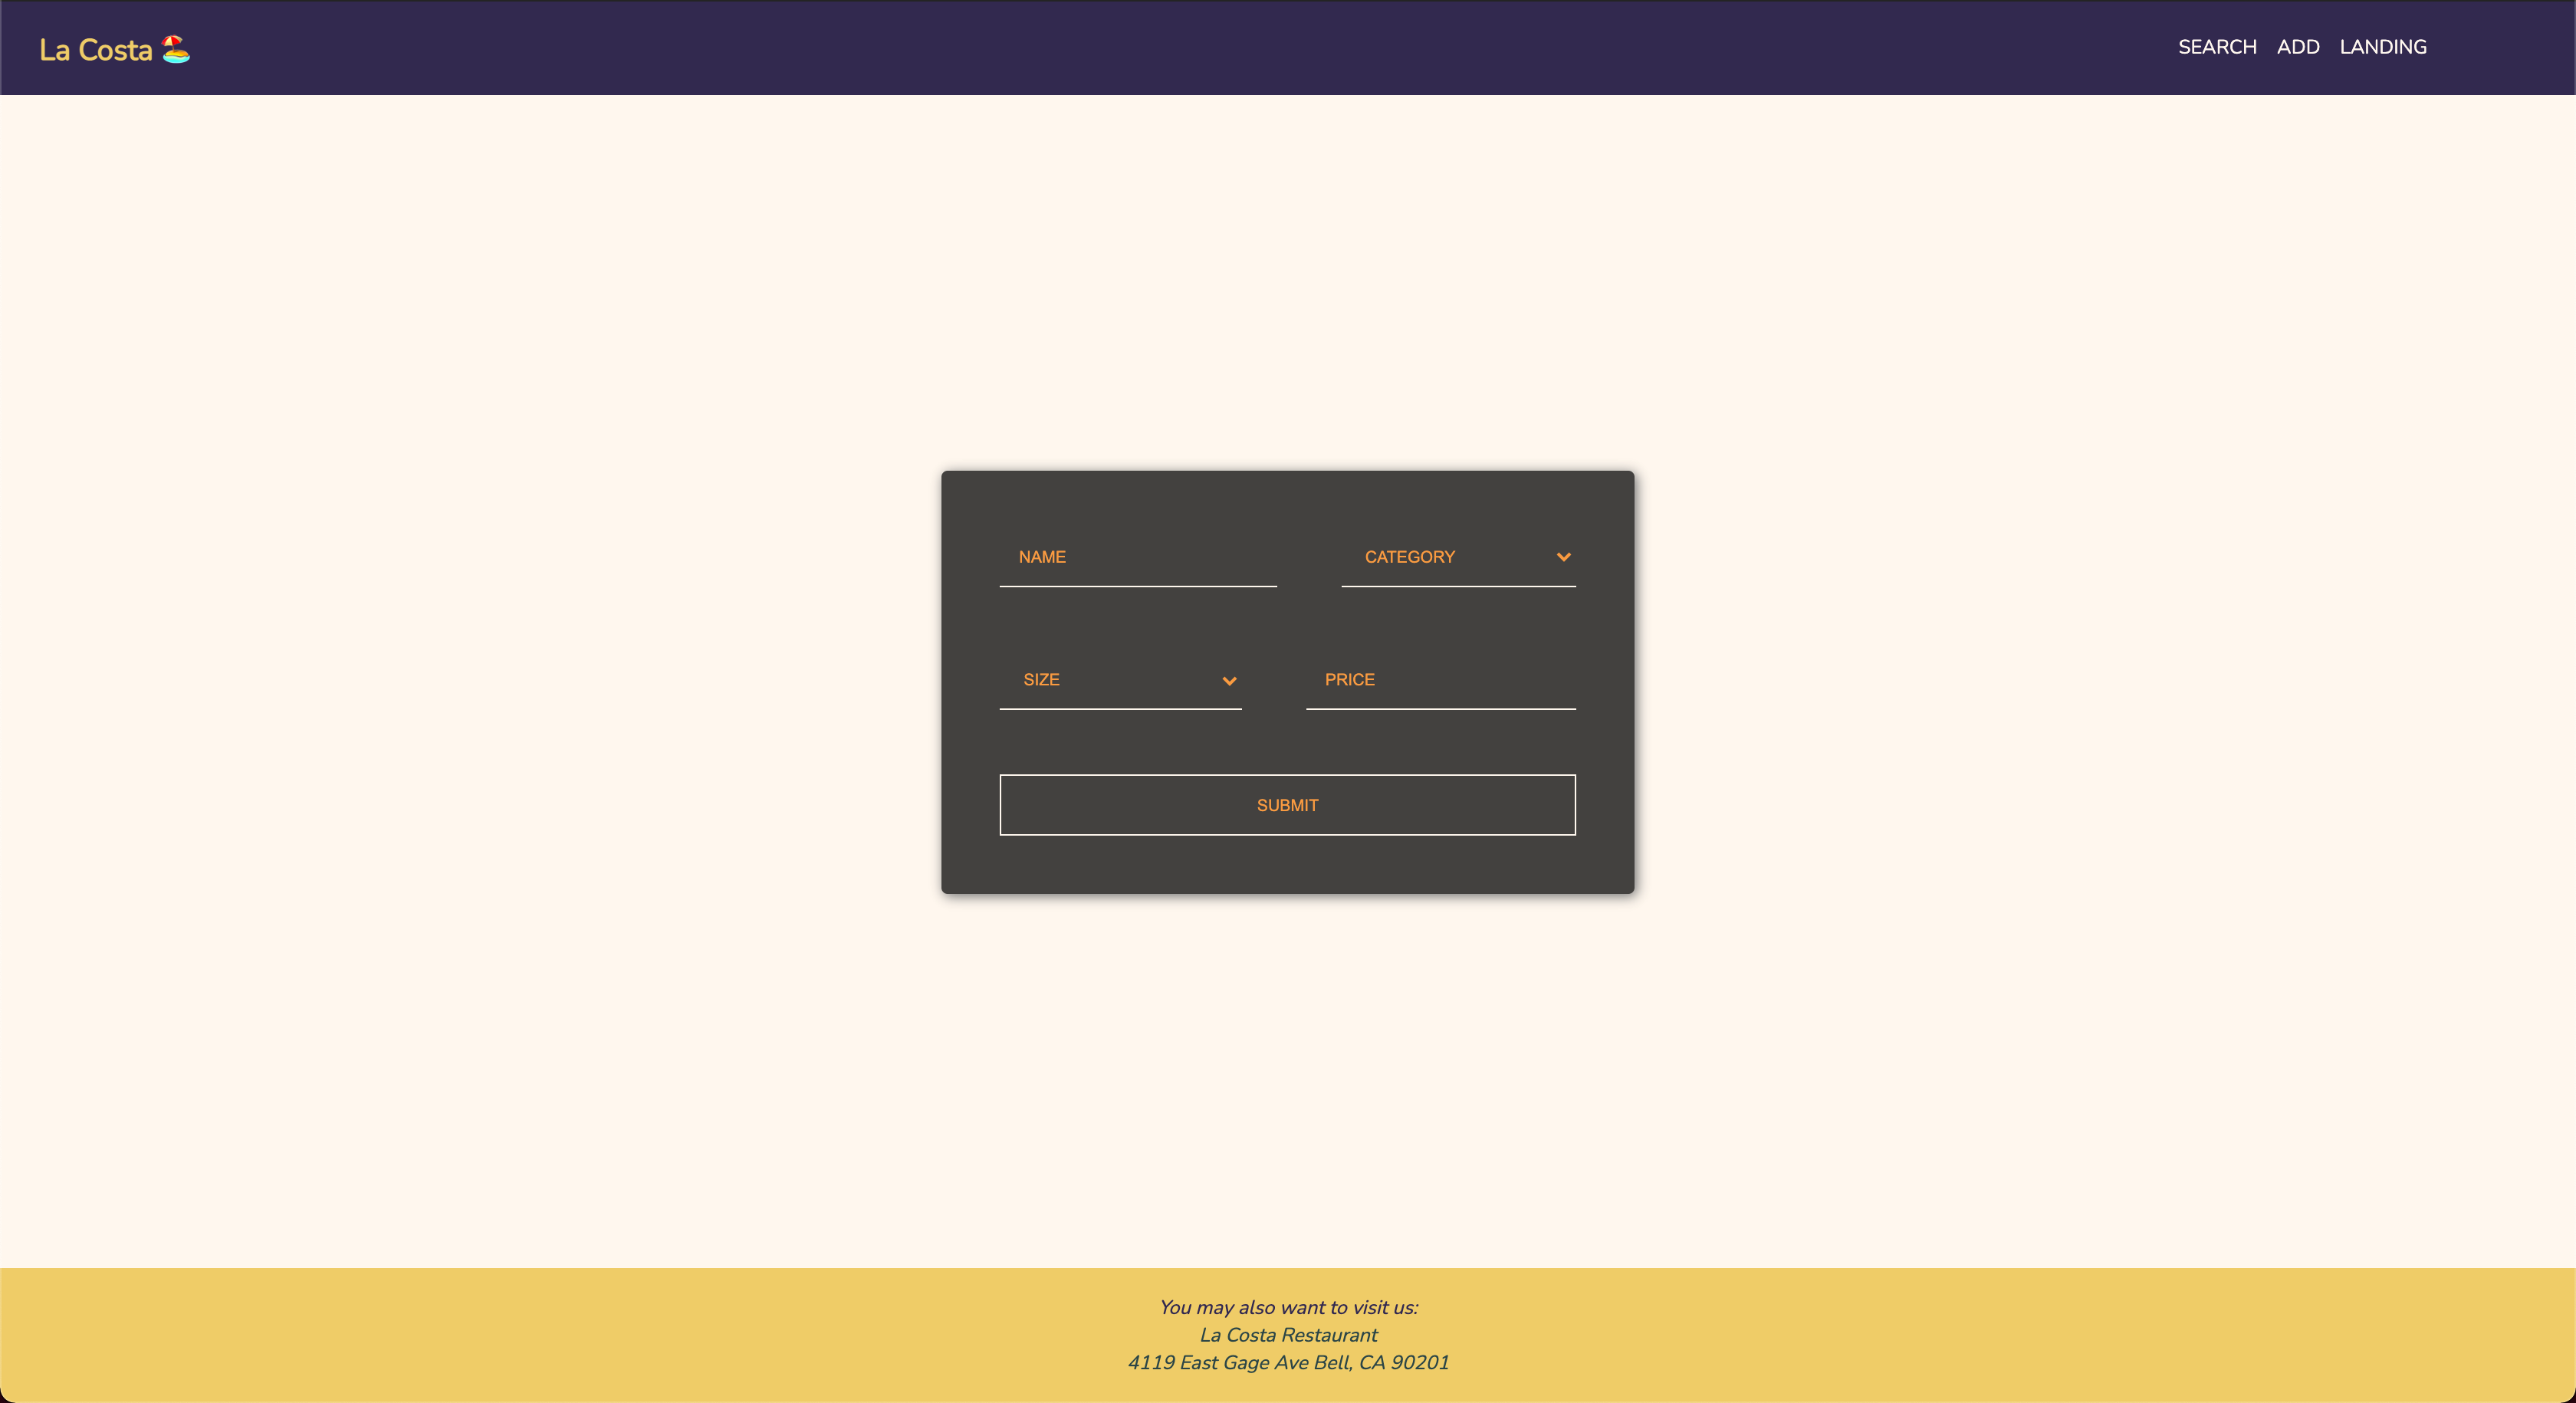 La Costa 🏖️
SEARCH ADD LANDING
NAME CATEGORY
SIZE PRICE
SUBMIT
You may also want to visit us:
La Costa Restaurant
4119 East Gage Ave Bell, CA 90201